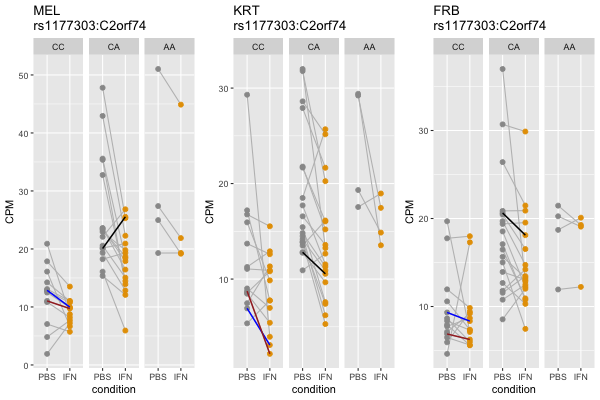 MEL
rs1177303:C2orf74
CC CA AA
CPM
50
40
30
20
10
0
PBS IFN PBS IFN PBS IFN
condition
KRT
rs1177303:C2orf74
CC CA AA
CPM
30
20
10
PBS IFN PBS IFN PBS IFN
condition
FRB
rs1177303:C2orf74
CC CA AA
CPM
30
20
10
PBS IFN PBS IFN PBS IFN
condition